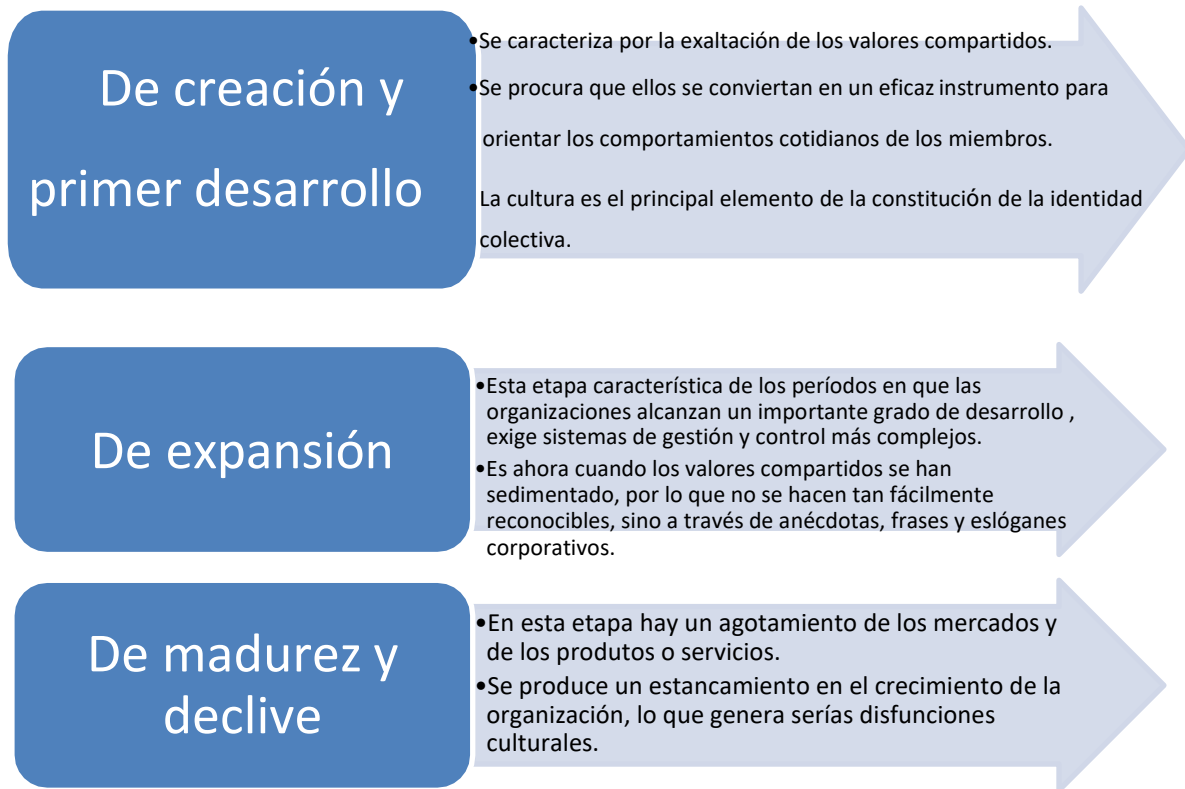 De creación y
primer desarrollo
•Se caracteriza por la exaltación de los valores compartidos.
•Se procura que ellos se conviertan en un eficaz instrumento para
orientar los comportamientos cotidianos de los miembros.
La cultura es el principal elemento de la constitución de la identidad
colectiva.
De expansión
•Esta etapa característica de los períodos en que las
organizaciones alcanzan un importante grado de desarrollo ,
exige sistemas de gestión y control más complejos.
•Es ahora cuando los valores compartidos se han
sedimentado, por lo que no se hacen tan fácilmente
reconocibles, sino a través de anécdotas, frases y eslóganes
corporativos.
De madurez y
declive
•En esta etapa hay un agotamiento de los mercados y
de los produtos o servicios.
•Se produce un estancamiento en el crecimiento de la
organización, lo que genera serías disfunciones
culturales.